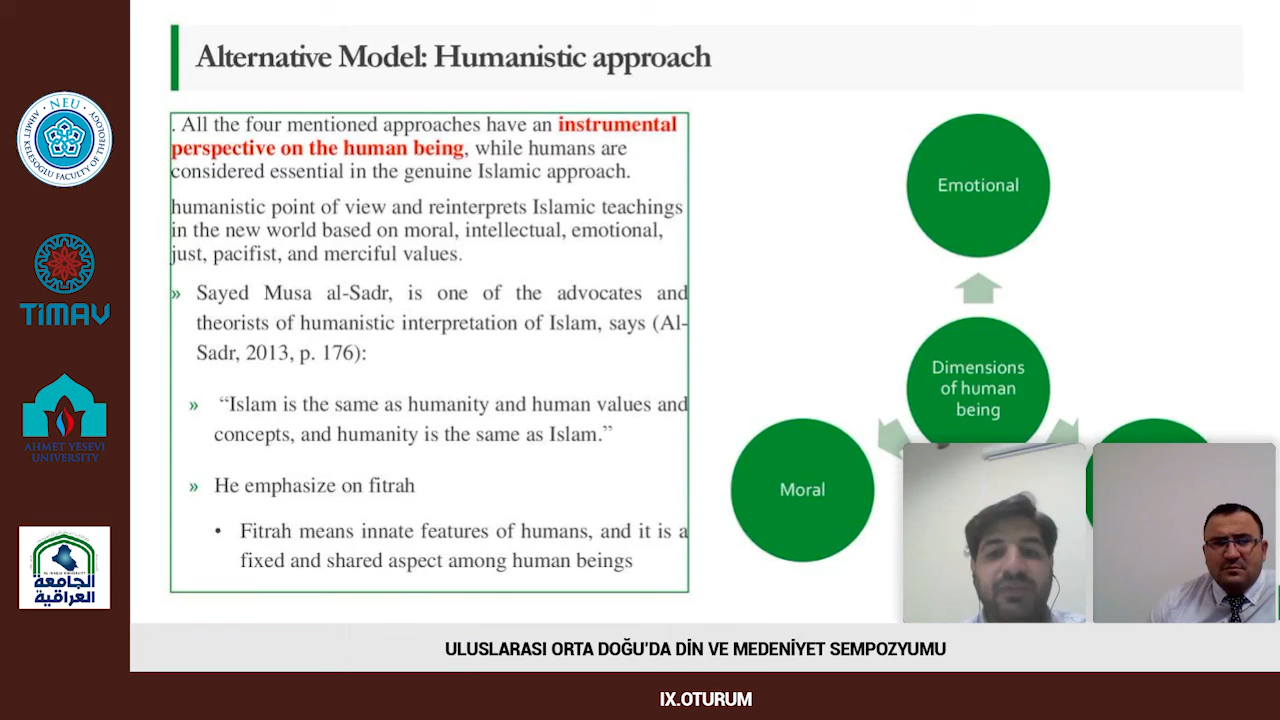 Alternative Model: Humanistic approach
. All the four mentioned approaches have an instrumental
perspective on the human being, while humans are
considered essential in the genuine Islamic approach.
humanistic point of view and reinterprets Islamic teachings
in the new world based on moral, intellectual, emotional,
just, pacifist, and merciful values.
» Sayed Musa al-Sadr, is one of the advocates and
theorists of humanistic interpretation of Islam, says (Al-
Sadr, 2013, p. 176):
» “Islam is the same as humanity and human values and
concepts, and humanity is the same as Islam.”
» He emphasize on fitrah
• Fitrah means innate features of humans, and it is a
fixed and shared aspect among human beings
Emotional
Dimensions
of human
being
Moral
NEU
AHMET KELEŞOĞLU FACULTY OF THEOLOGY
TİMAV
AHMET YESEVI
UNIVERSITY
الجامعة
العراقية
ULUSLARASI ORTA DOĞU’DA DİN VE MEDENİYET SEMPOZYUMU
IX.OTURUM